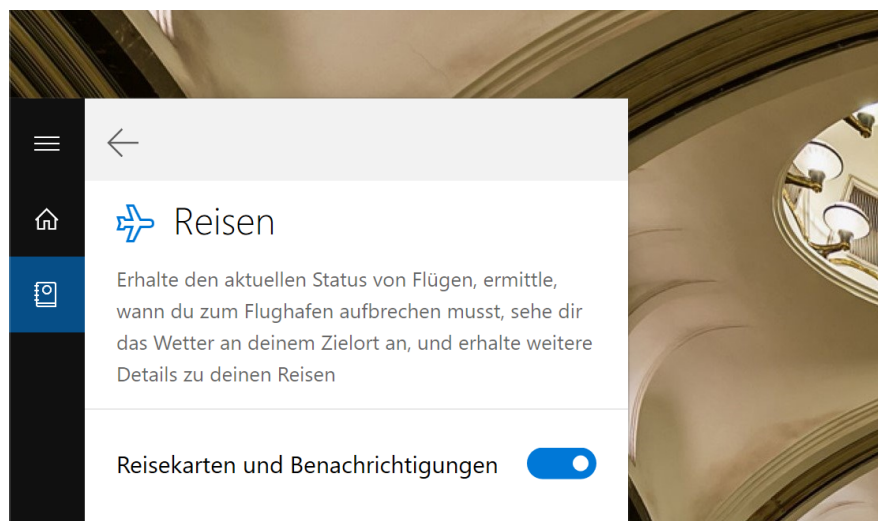 Reisen
Erhalte den aktuellen Status von Flügen, ermittle,
wann du zum Flughafen aufbrechen musst, sehe dir
das Wetter an deinem Zielort an, und erhalte weitere
Details zu deinen Reisen
Reisekarten und Benachrichtigungen